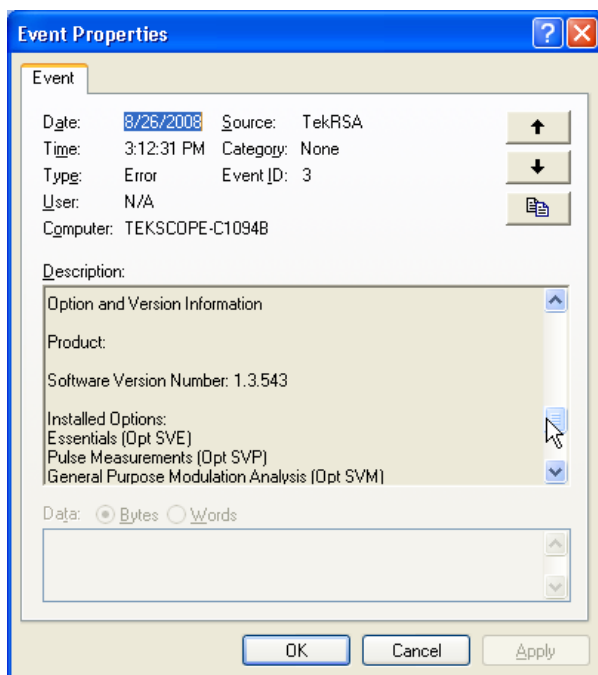 Event Properties
Event
Date: 8/26/2008 Source: TekRSA
Time: 3:12:31 PM Category: None
Type: Error Event ID: 3
User: N/A
Computer: TEKSCOPE-C1094B
Description:
Option and Version Information
Product:
Software Version Number: 1.3.543
Installed Options:
Essentials (Opt SVE)
Pulse Measurements (Opt SVP)
General Purpose Modulation Analysis (Opt SVM)
Data: Bytes Words
OK Cancel Apply